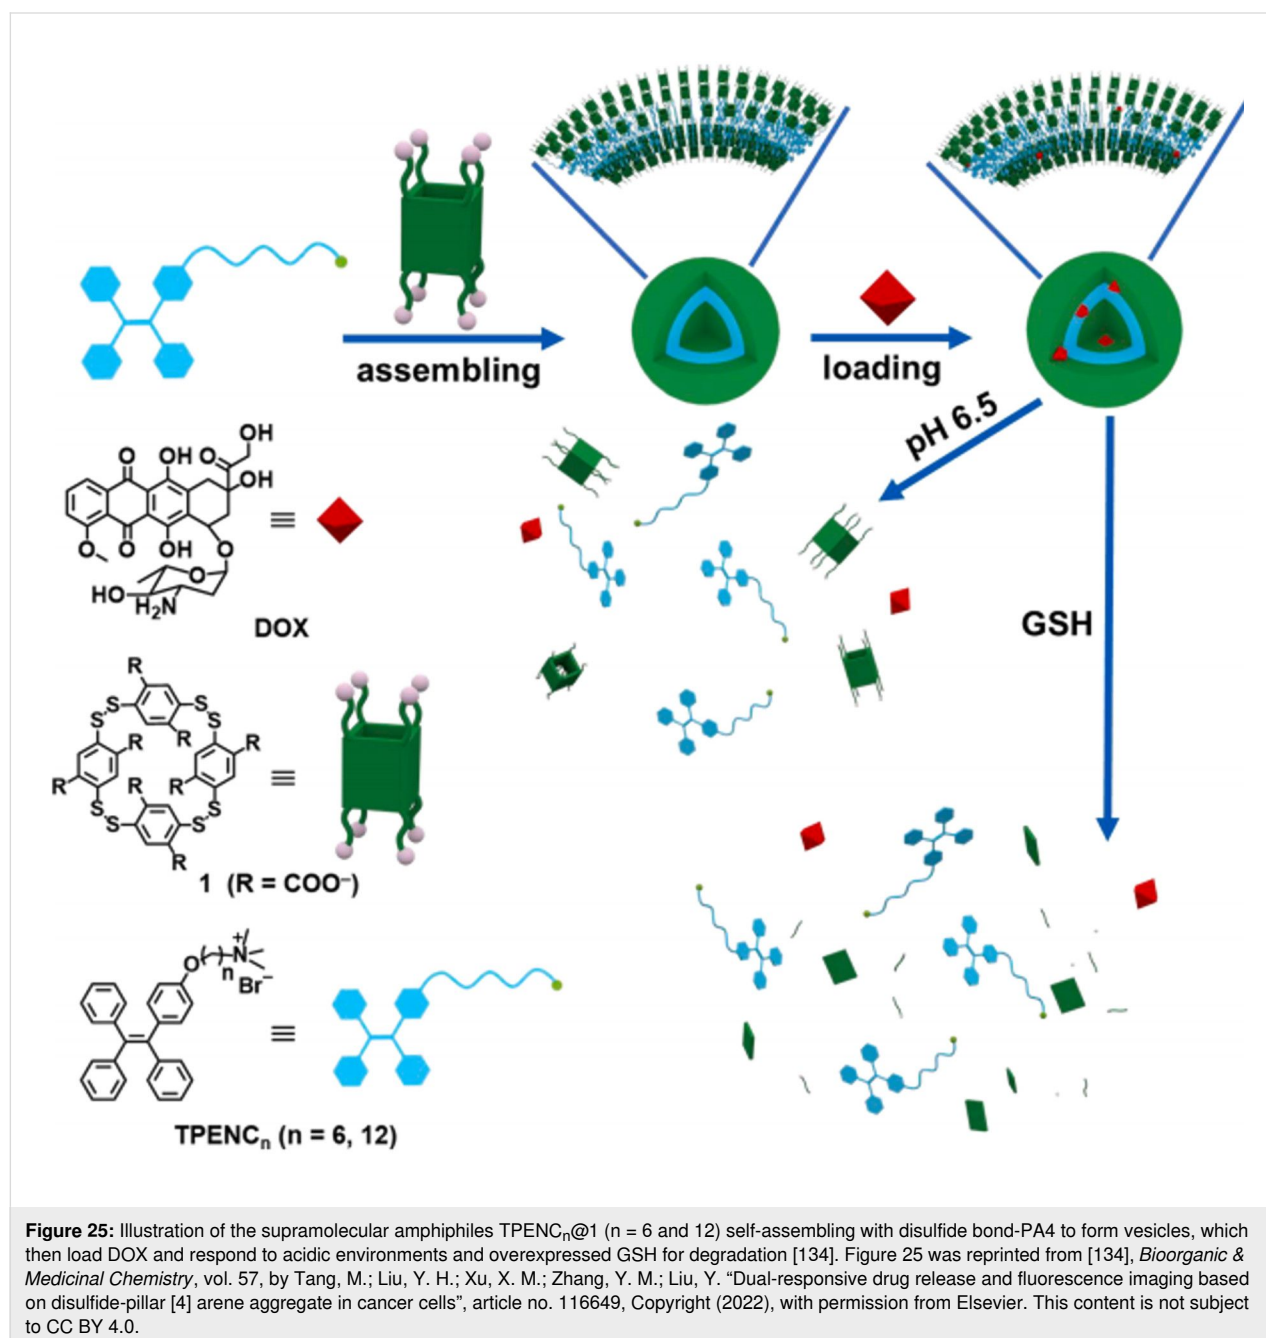 assembling
loading
pH 6.5
GSH
OH
O
OH
O
OH
O
O
OH
O
O
HO
H₂N
DOX
R
S
S
S
S
R
R
R
R
R
R
S
S
S
S
R
1 (R = COO⁻)
O
n
N
+
Br⁻
TPENCₙ (n = 6, 12)
Figure 25: Illustration of the supramolecular amphiphiles TPENCₙ@1 (n = 6 and 12) self-assembling with disulfide bond-PA4 to form vesicles, which
then load DOX and respond to acidic environments and overexpressed GSH for degradation [134]. Figure 25 was reprinted from [134], Bioorganic &
Medicinal Chemistry, vol. 57, by Tang, M.; Liu, Y. H.; Xu, X. M.; Zhang, Y. M.; Liu, Y. “Dual-responsive drug release and fluorescence imaging based
on disulfide-pillar [4] arene aggregate in cancer cells”, article no. 116649, Copyright (2022), with permission from Elsevier. This content is not subject
to CC BY 4.0.